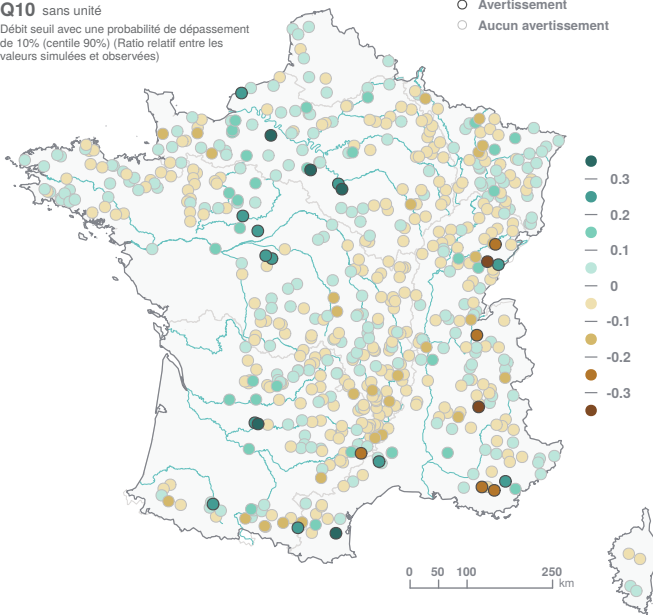 Q10 sans unité
Débit seuil avec une probabilité de dépassement
de 10% (centile 90%) (Ratio relatif entre les
valeurs simulées et observées)
Avertissement
Aucun avertissement
0.3
0.2
0.1
0
-0.1
-0.2
-0.3
0 50 100 250
km